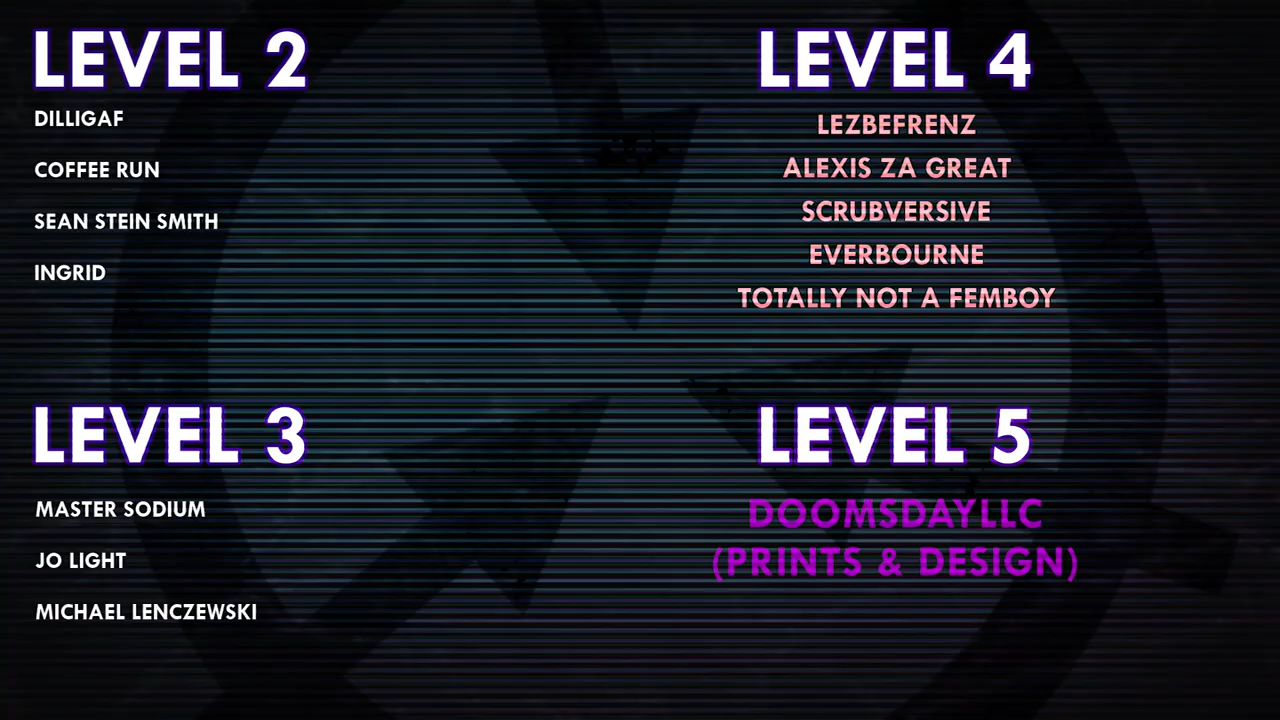 LEVEL 2
DILLIGAF
COFFEE RUN
SEAN STEIN SMITH
INGRID
LEVEL 3
MASTER SODIUM
JO LIGHT
MICHAEL LENCZEWSKI
LEVEL 4
LEZBEFRENZ
ALEXIS ZA GREAT
SCRUBVERSIVE
EVERBOURNE
TOTALLY NOT A FEMBOY
LEVEL 5
DOOMSDAYLLC
(PRINTS & DESIGN)